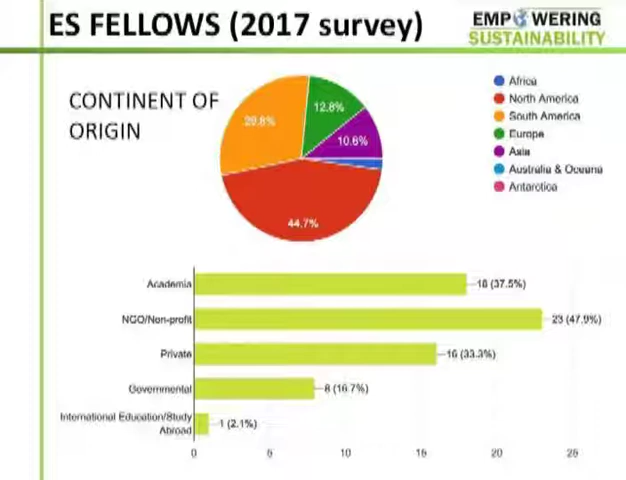 ES FELLOWS (2017 survey)
EMPOWERING
SUSTAINABILITY
CONTINENT OF
ORIGIN
12.8%
29.8%
10.6%
44.7%
Africa
North America
South America
Europe
Asia
Australia & Oceana
Antarctica
Academia
18 (37.5%)
NGO/Non-profit
23 (47.9%)
Private
16 (33.3%)
Governmental
8 (16.7%)
International Education/Study
Abroad
1 (2.1%)
0 5 10 15 20 25